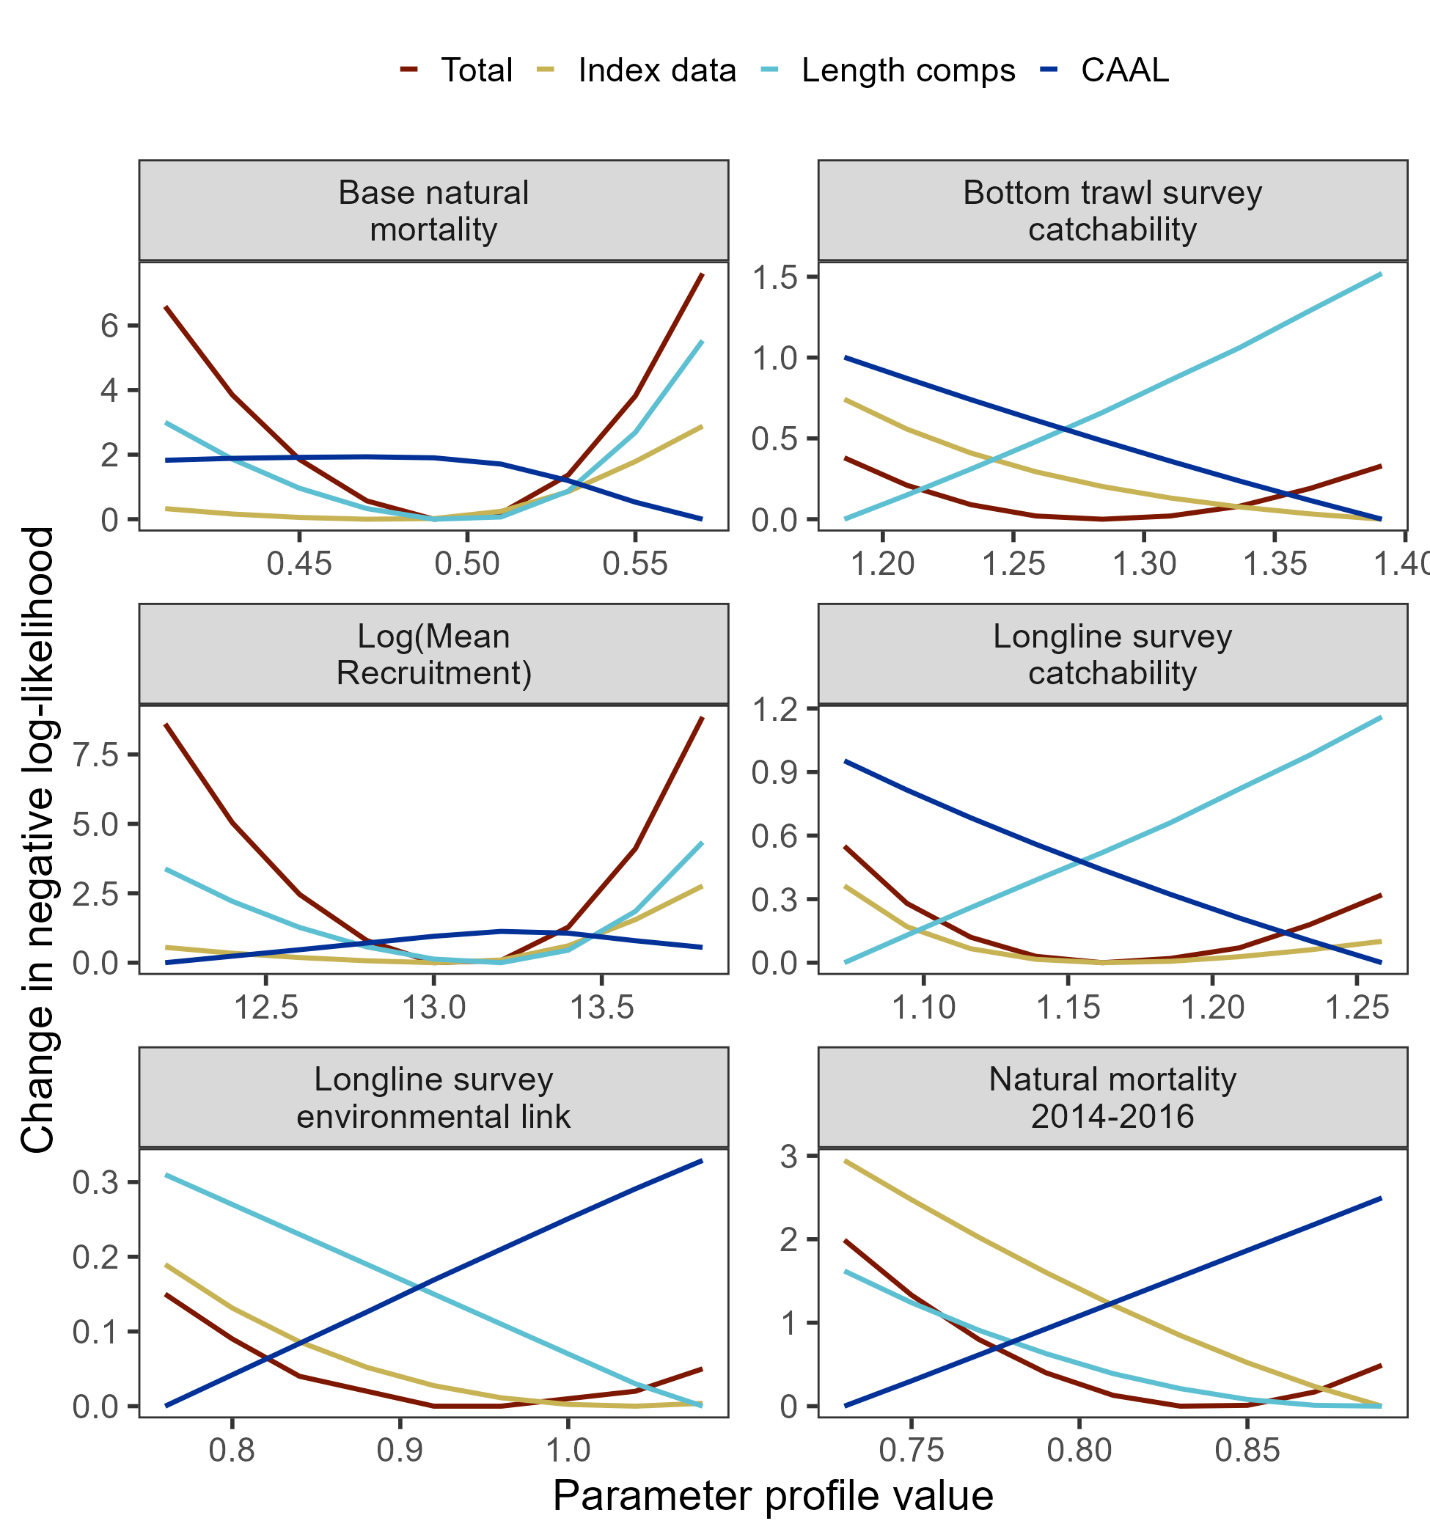 Total Index data Length comps CAAL
Base natural
mortality
Bottom trawl survey
catchability
6
4
2
0
0.45 0.50 0.55
1.5
1.0
0.5
0.0
1.20 1.25 1.30 1.35 1.40
Log(Mean
Recruitment)
Longline survey
catchability
7.5
5.0
2.5
0.0
12.5 13.0 13.5
1.2
0.9
0.6
0.3
0.0
1.10 1.15 1.20 1.25
Longline survey
environmental link
Natural mortality
2014-2016
0.3
0.2
0.1
0.0
0.8 0.9 1.0
3
2
1
0
0.75 0.80 0.85
Change in negative log-likelihood
Parameter profile value